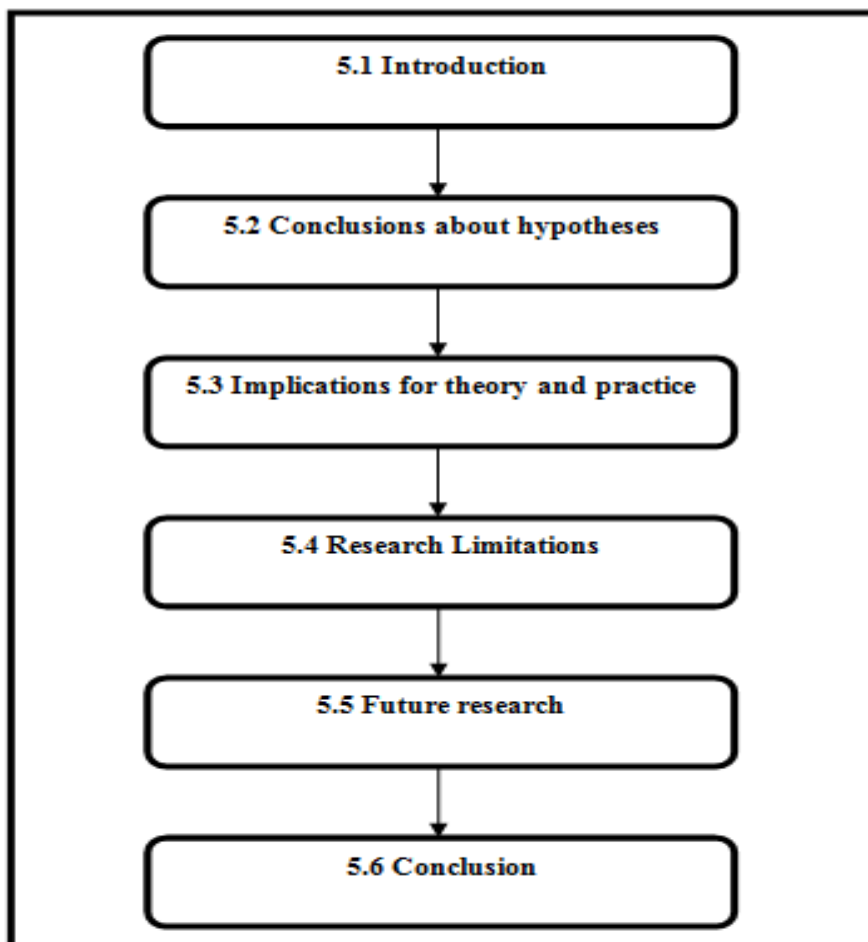 5.1 Introduction
5.2 Conclusions about hypotheses
5.3 Implications for theory and practice
5.4 Research Limitations
5.5 Future research
5.6 Conclusion